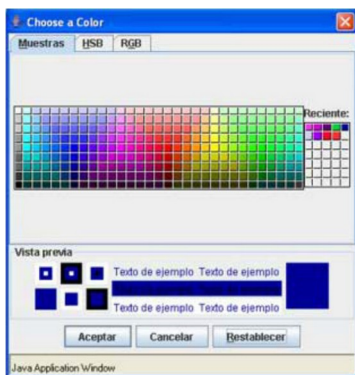 Choose a Color
Muestras HSB RGB
Reciente:
Vista previa
Texto de ejemplo Texto de ejemplo
Texto de ejemplo Texto de ejemplo
Aceptar Cancelar Restablecer
Java Application Window